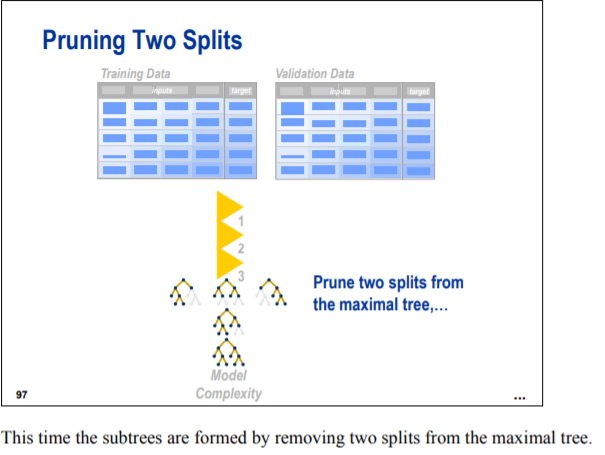 Pruning Two Splits
Training Data
Validation Data
inputs
target
inputs
target
1
2
3
Prune two splits from
the maximal tree,…
Model
Complexity
97
...
This time the subtrees are formed by removing two splits from the maximal tree.